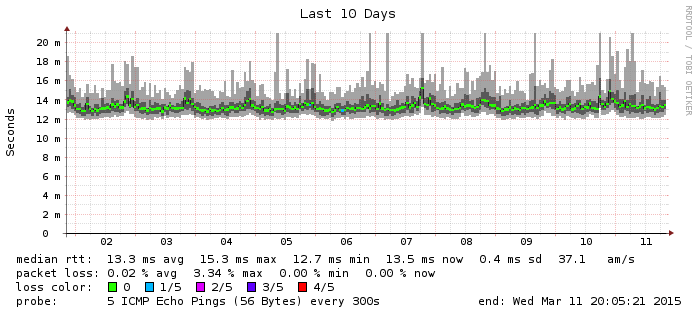 Last 10 Days
RRDTOOL / TOBI OETIKER
Seconds
20 m
18 m
16 m
14 m
12 m
10 m
8 m
6 m
4 m
2 m
0
02 03 04 05 06 07 08 09 10 11
median rtt: 13.3 ms avg 15.3 ms max 12.7 ms min 13.5 ms now 0.4 ms sd 37.1 am/s
packet loss: 0.02 % avg 3.34 % max 0.00 % min 0.00 % now
loss color: 0 1/5 2/5 3/5 4/5
probe: 5 ICMP Echo Pings (56 Bytes) every 300s end: Wed Mar 11 20:05:21 2015